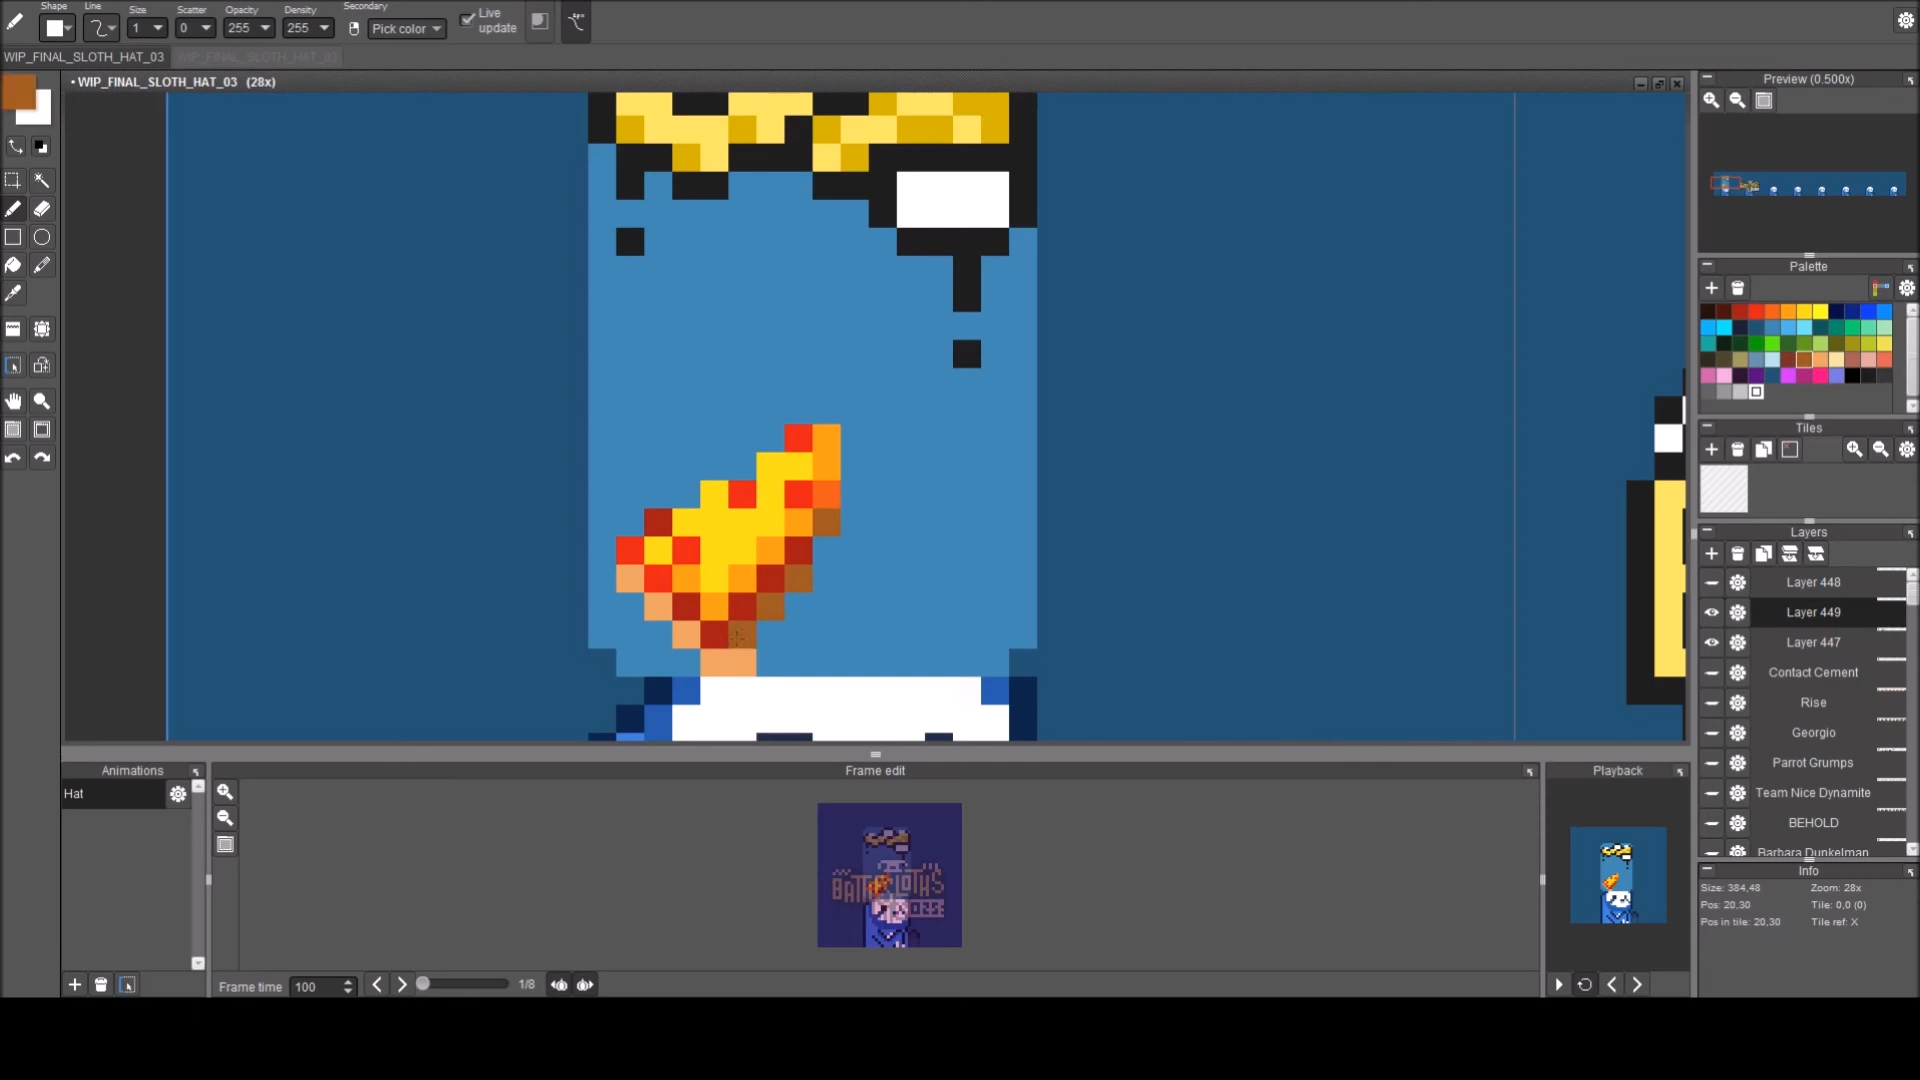 Shape
Line
Size
Scatter
Opacity
Density
Secondary
1
0
255
255
Pick color
Live
update
WIP_FINAL_SLOTH_HAT_03
WIP_FINAL_SLOTH_HAT_03
• WIP_FINAL_SLOTH_HAT_03 (28x)
Preview (0.500x)
Palette
Tiles
Layers
Layer 448
Layer 449
Layer 447
Contact Cement
Rise
Georgio
Parrot Grumps
Team Nice Dynamite
BEHOLD
Barbara Dunkelman
Info
Size: 384,48
Zoom: 28x
Pos: 20,30
Tile: 0,0 (0)
Pos in tile: 20,30
Tile ref: X
Animations
Hat
Frame edit
Playback
Frame time
100
1/8